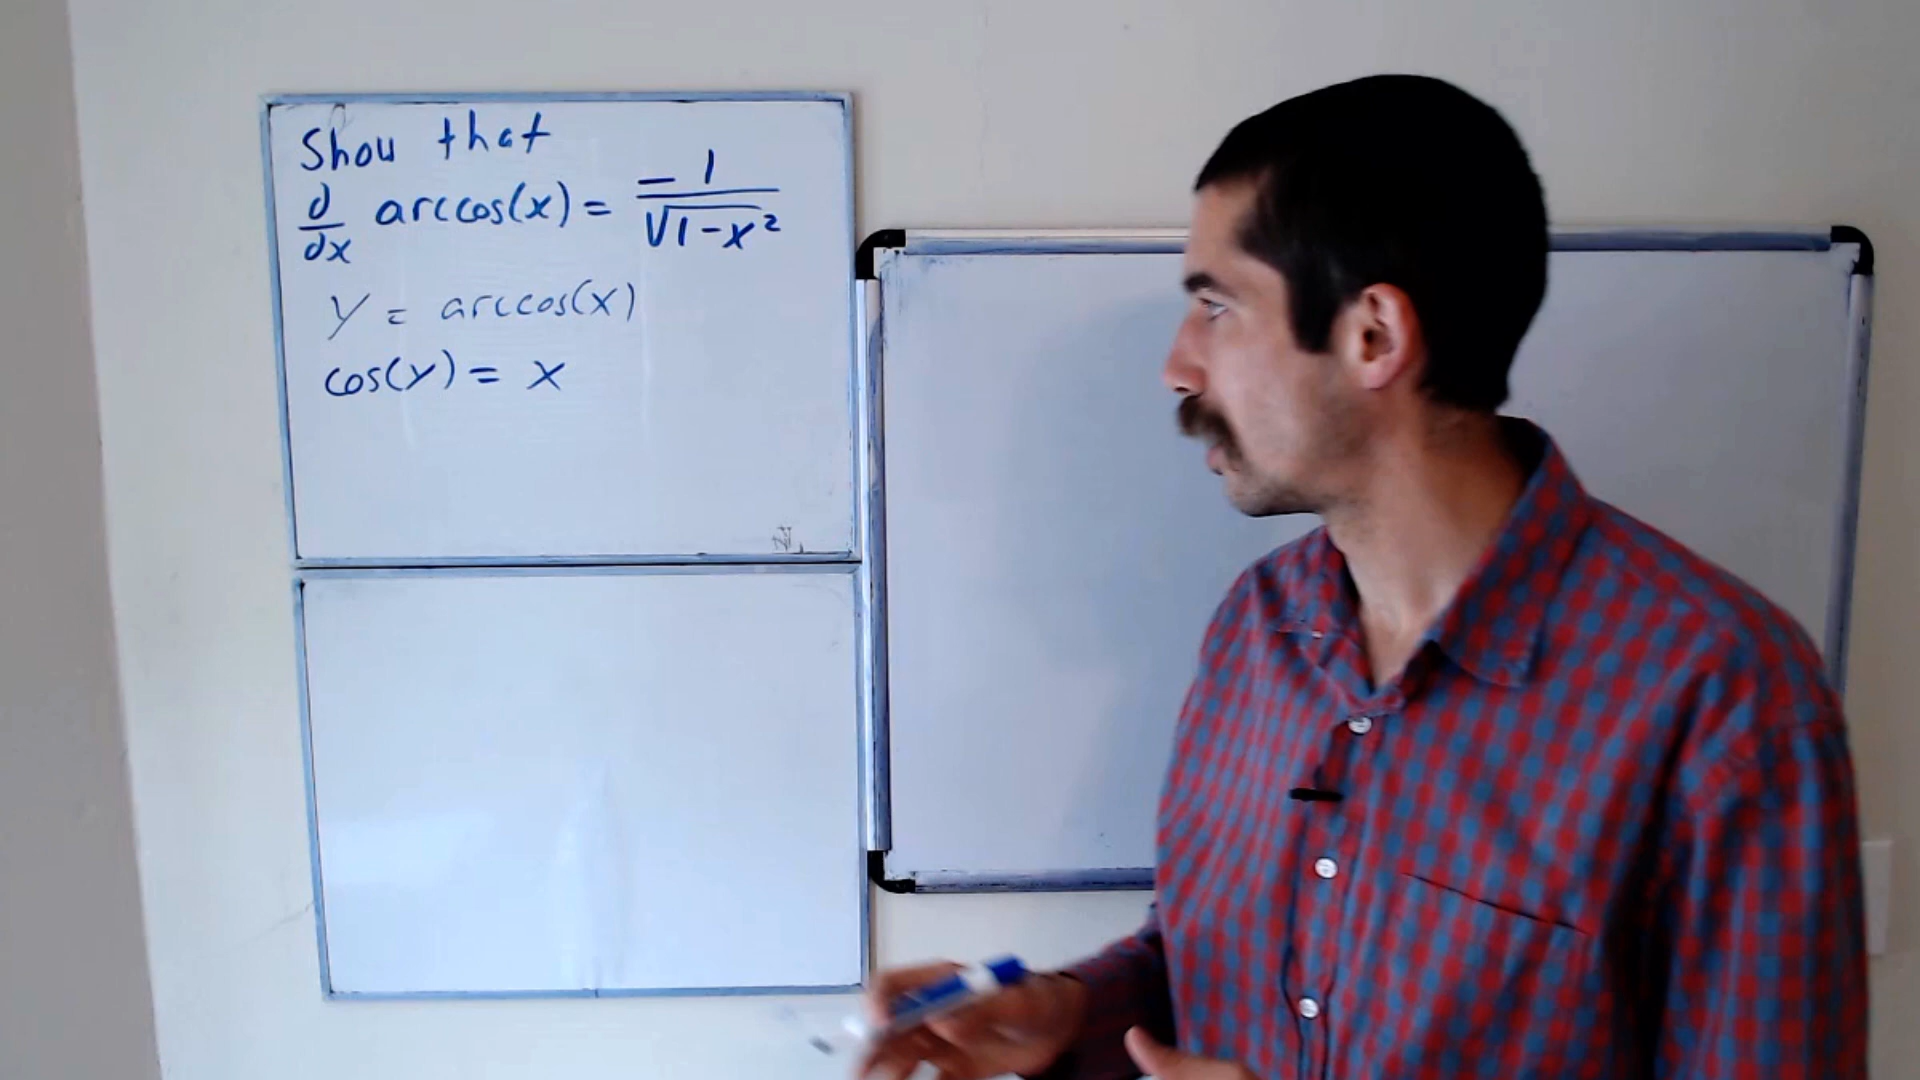 Show that
d/dx arccos(x) = -1/√(1-x²)
y = arccos(x)
cos(y) = x